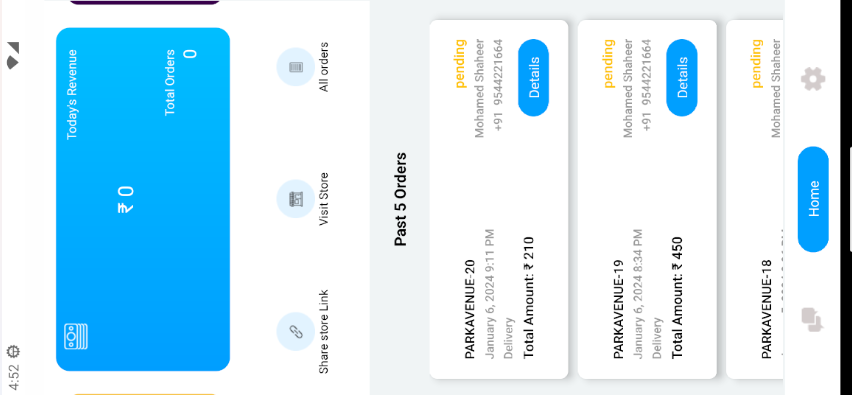 4:52
Today's Revenue
₹ 0
Total Orders
0
Share store Link
Visit Store
All orders
Past 5 Orders
PARKAVENUE-20
pending
January 6, 2024 9:11 PM
Mohamed Shaheer
Delivery
+91 9544221664
Total Amount: ₹ 210
Details
PARKAVENUE-19
pending
January 6, 2024 8:34 PM
Mohamed Shaheer
Delivery
+91 9544221664
Total Amount: ₹ 450
Details
PARKAVENUE-18
pending
Mohamed Shaheer
Home